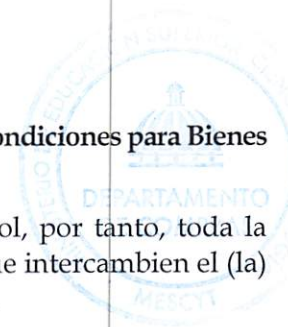 ondiciones para Bienes
DEPARTAMENTO
ol, por tanto, toda la
e intercambien el (la)
MESCYT